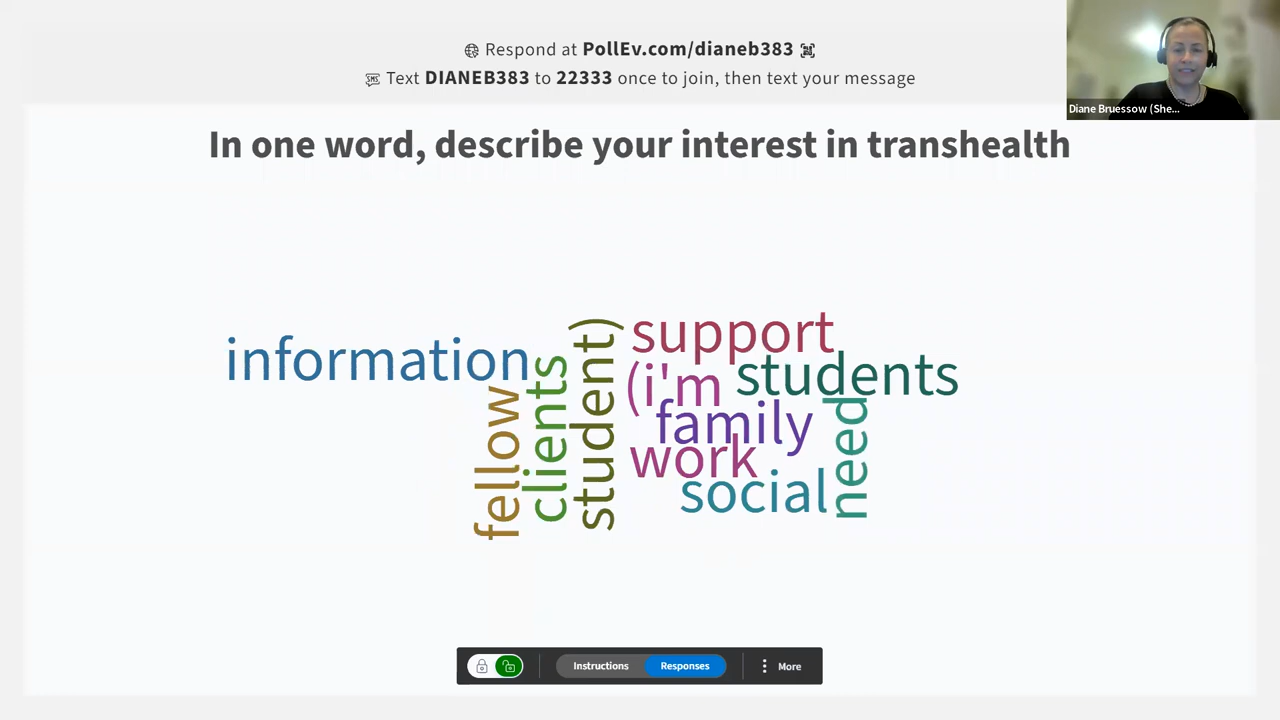 Respond at PollEv.com/dianeb383
SMS Text DIANEB383 to 22333 once to join, then text your message
Diane Bruessow (She...
In one word, describe your interest in transhealth
information
fellow
clients
student)
support
(i'm
students
family
work
social
need
Instructions
Responses
More